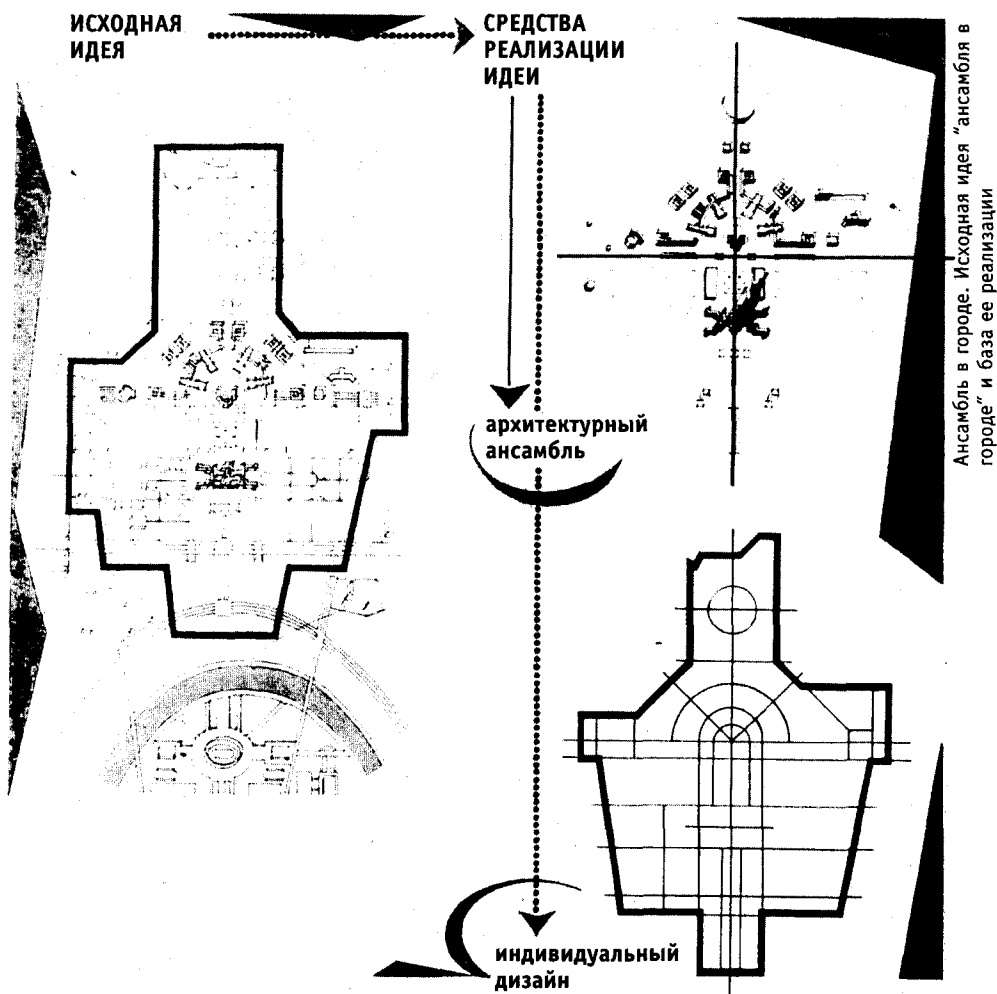 ИСХОДНАЯ
ИДЕЯ
СРЕДСТВА
РЕАЛИЗАЦИИ
ИДЕИ
архитектурный
ансамбль
индивидуальный
дизайн
Ансамбль в городе. Исходная идея "ансамбля в
городе" и база ее реализации